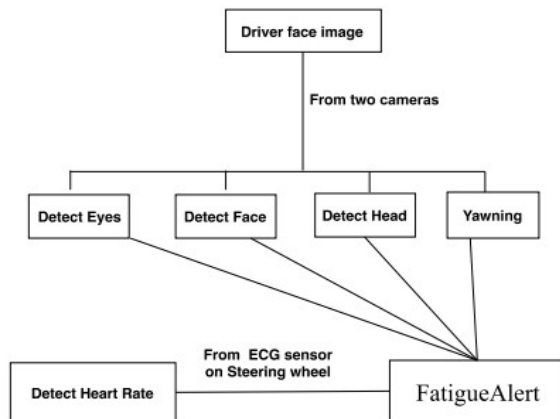 Driver face image
From two cameras
Detect Eyes
Detect Face
Detect Head
Yawning
From ECG sensor
on Steering wheel
Detect Heart Rate
FatigueAlert